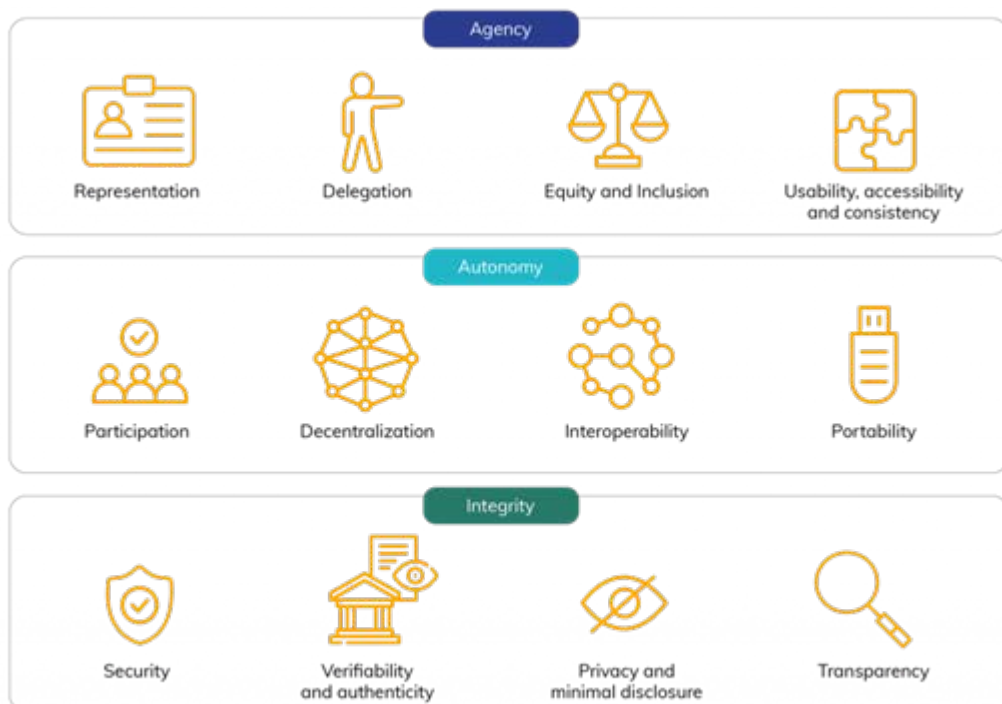 Agency
Representation
Delegation
Equity and Inclusion
Usability, accessibility
and consistency
Autonomy
Participation
Decentralization
Interoperability
Portability
Integrity
Security
Verifiability
and authenticity
Privacy and
minimal disclosure
Transparency